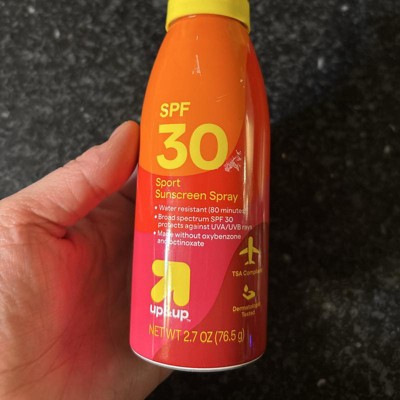 SPF
30
Sport
Sunscreen Spray
• Water resistant (80 minutes)
• Broad spectrum SPF 30
protects against UVA/UVB rays
• Made without oxybenzone
and octinoxate
TSA Compliant
Dermatologist
Tested
up&up™
NET WT 2.7 OZ (76.5 g)